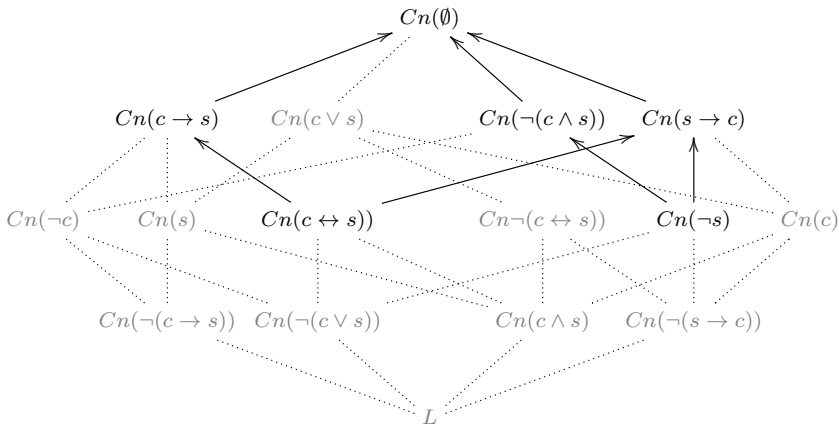 Cn(∅)
Cn(c → s) Cn(c ∨ s) Cn(¬(c ∧ s)) Cn(s → c)
Cn(¬c) Cn(s) Cn(c ↔ s)) Cn¬(c ↔ s)) Cn(¬s) Cn(c)
Cn(¬(c → s)) Cn(¬(c ∨ s)) Cn(c ∧ s) Cn(¬(s → c))
L